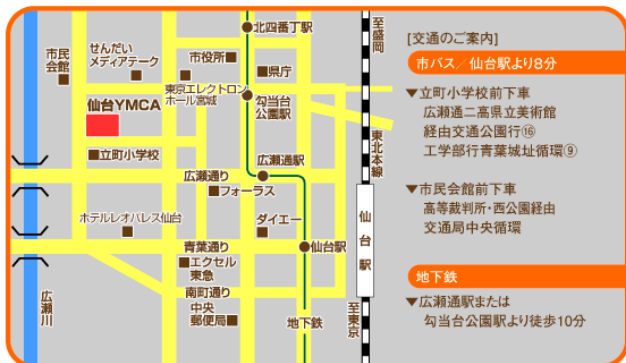 北四番丁駅
至盛岡
市民
会館
せんだい
メディアテーク
市役所
県庁
東京エレクトロン
ホール宮城
勾当台
公園駅
仙台YMCA
東北本線
立町小学校
広瀬通駅
広瀬通り
フォーラス
ホテルレオパレス仙台
ダイエー
仙台駅
青葉通り
仙台駅
エクセル
東急
南町通り
中央
郵便局
地下鉄
至東京
広瀬川
[交通のご案内]
市バス/仙台駅より8分
▼立町小学校前下車
広瀬通二高県立美術館
経由交通公園行⑯
工学部行青葉城址循環⑨
▼市民会館前下車
高等裁判所・西公園経由
交通局中央循環
地下鉄
▼広瀬通駅または
勾当台公園駅より徒歩10分